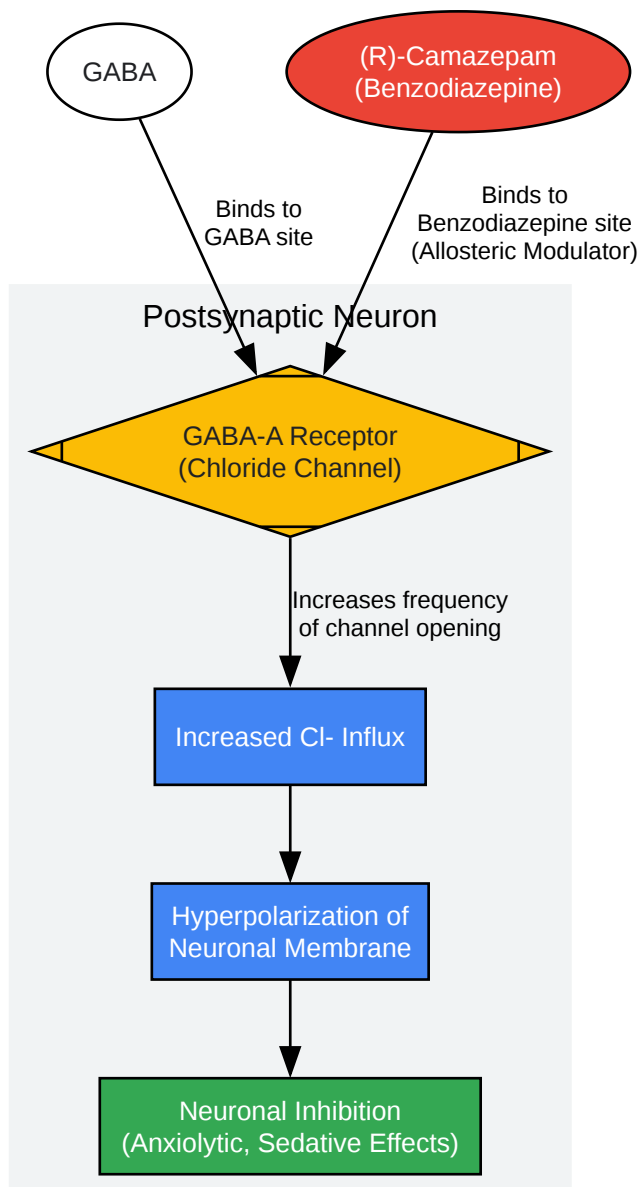 GABA
(R)-Camazepam
(Benzodiazepine)
Binds to
GABA site
Binds to
Benzodiazepine site
(Allosteric Modulator)
Postsynaptic Neuron
GABA-A Receptor
(Chloride Channel)
Increases frequency
of channel opening
Increased Cl- Influx
Hyperpolarization of
Neuronal Membrane
Neuronal Inhibition
(Anxiolytic, Sedative Effects)